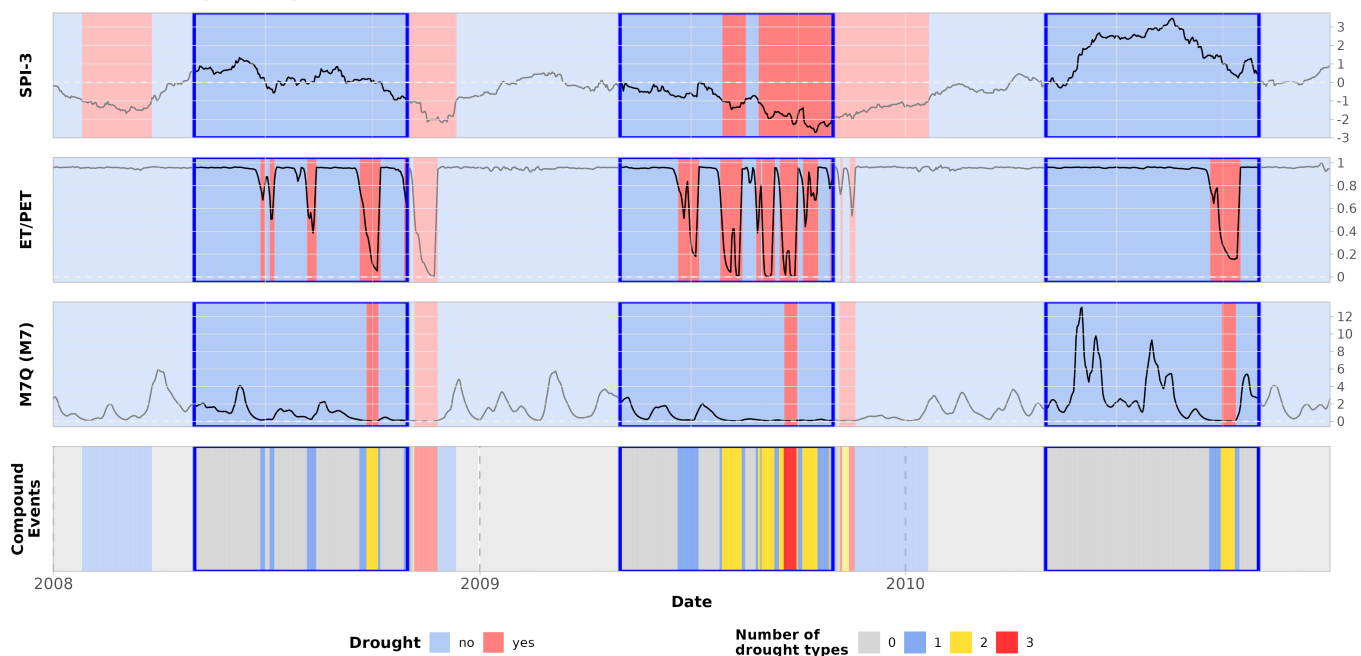 SPI-3
3
2
1
0
-1
-2
-3
ET/PET
1
0.8
0.6
0.4
0.2
0
M7Q (M7)
12
10
8
6
4
2
0
Compound
Events
2008
2009
2010
Date
Drought
no
yes
Number of
drought types
0
1
2
3